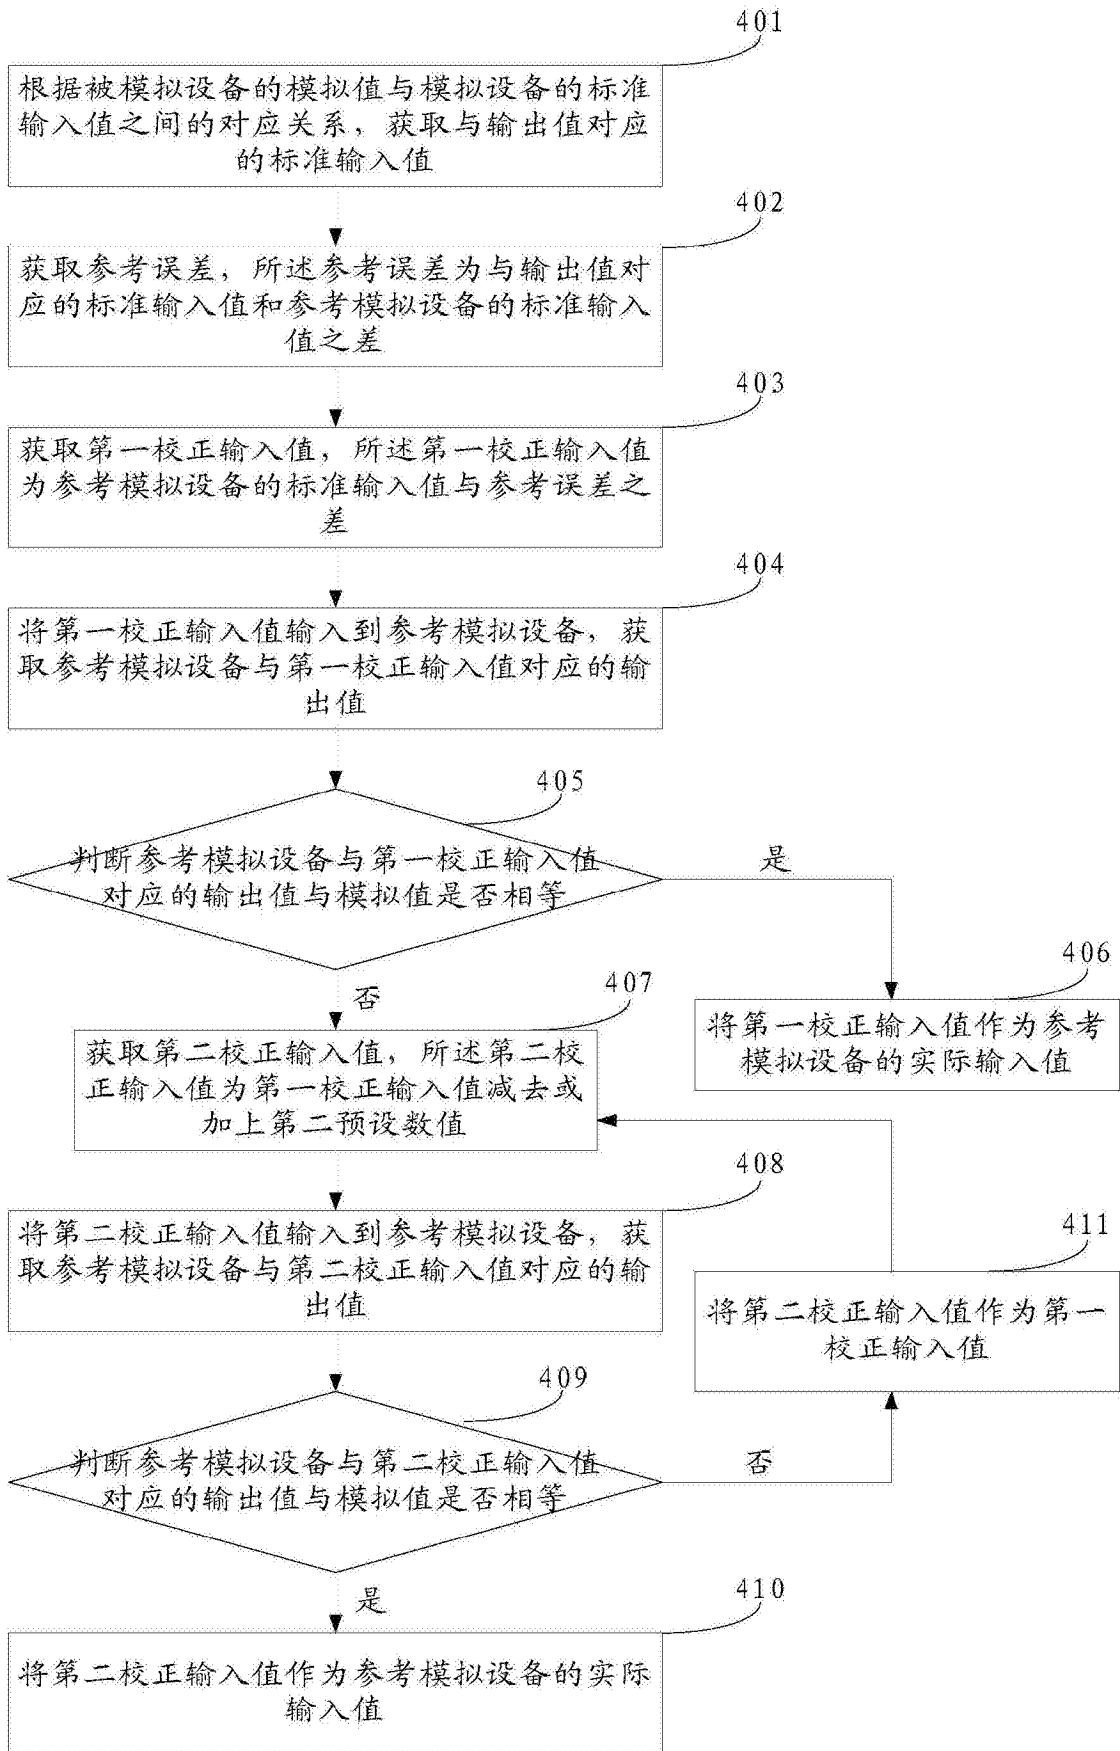 401
根据被模拟设备的模拟值与模拟设备的标准
输入值之间的对应关系，获取与输出值对应
的标准输入值
402
获取参考误差，所述参考误差为与输出值对
应的标准输入值和参考模拟设备的标准输入
值之差
403
获取第一校正输入值，所述第一校正输入值
为参考模拟设备的标准输入值与参考误差之
差
404
将第一校正输入值输入到参考模拟设备，获
取参考模拟设备与第一校正输入值对应的输
出值
405
判断参考模拟设备与第一校正输入值
对应的输出值与模拟值是否相等
是
406
将第一校正输入值作为参考
模拟设备的实际输入值
否
407
获取第二校正输入值，所述第二校
正输入值为第一校正输入值减去或
加上第二预设数值
408
将第二校正输入值输入到参考模拟设备，获
取参考模拟设备与第二校正输入值对应的输
出值
411
将第二校正输入值作为第一
校正输入值
409
判断参考模拟设备与第二校正输入值
对应的输出值与模拟值是否相等
否
是
410
将第二校正输入值作为参考模拟设备的实际
输入值